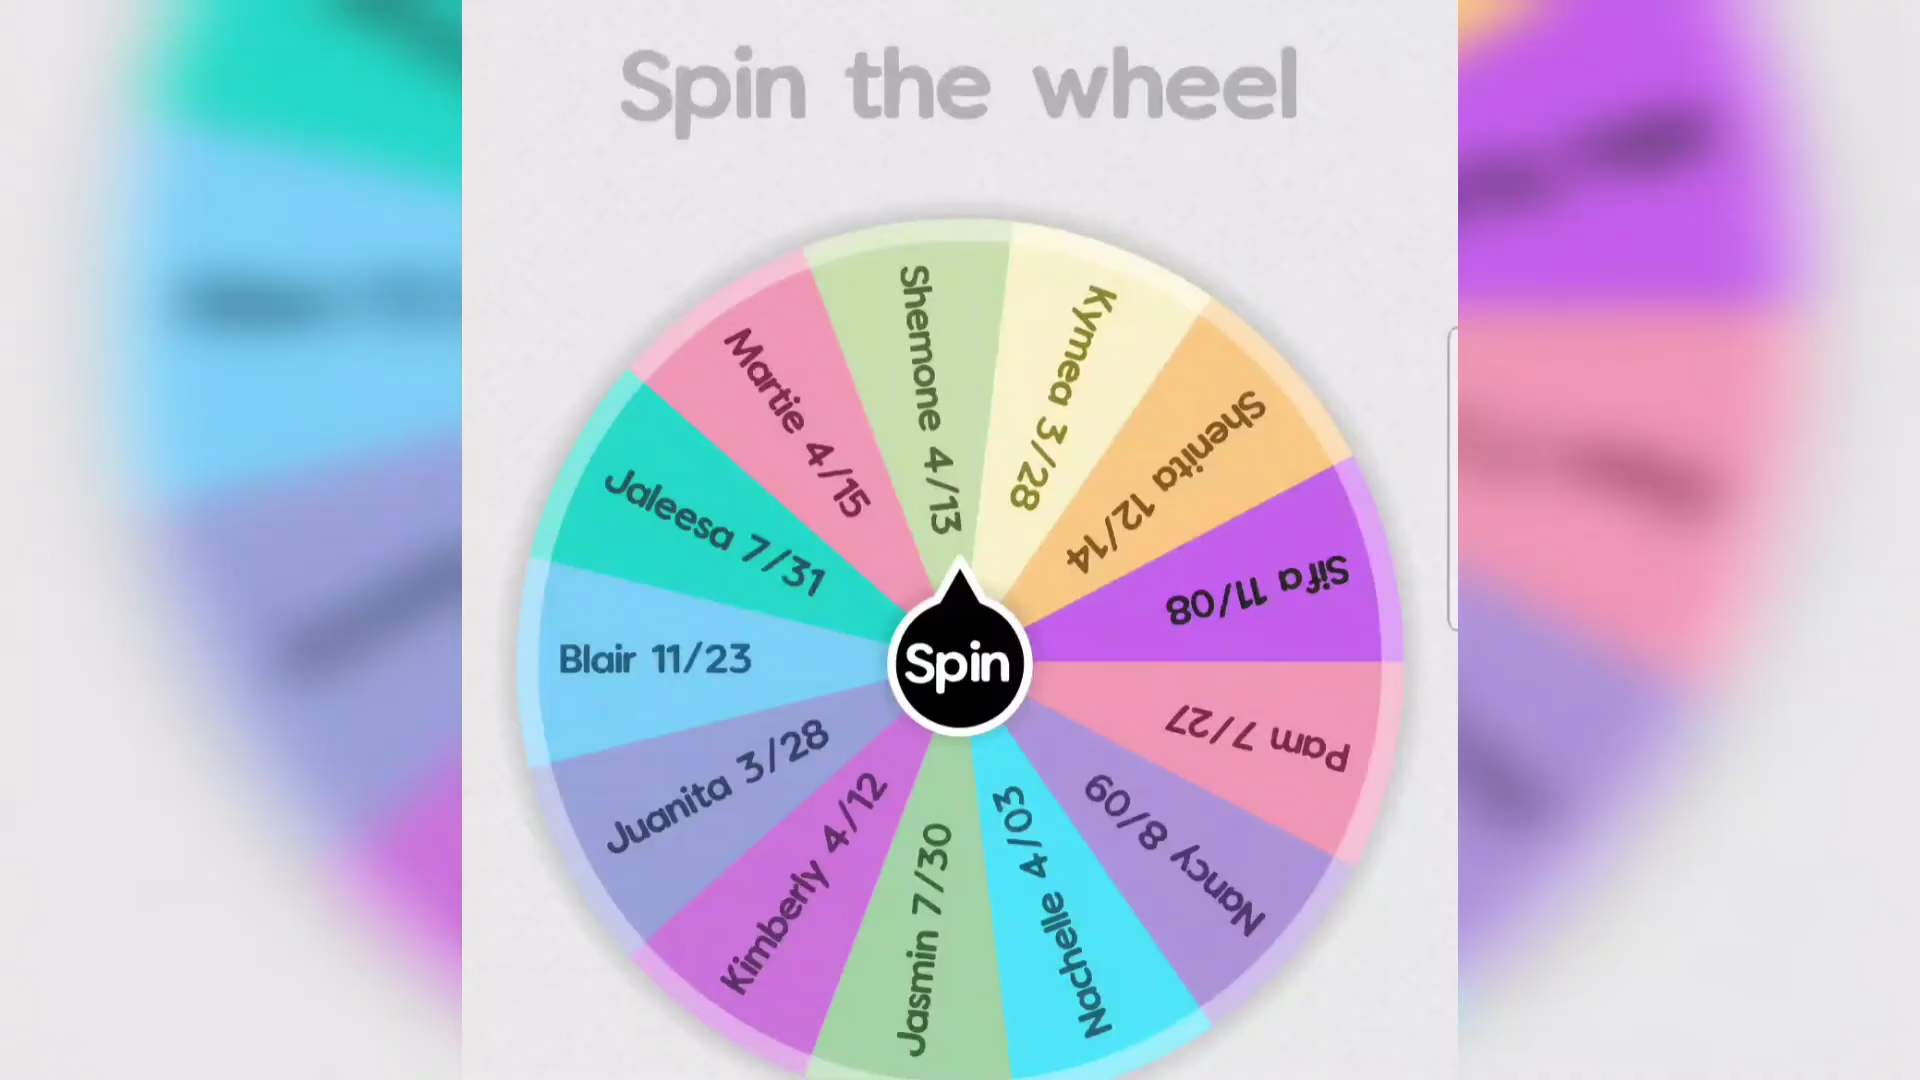 Spin the wheel
Shemone 4/13
Kymea 3/28
Shenita 12/14
Sifa 11/08
Pam 7/27
Nancy 8/09
Nachelle 4/03
Jasmin 7/30
Kimberly 4/12
Juanita 3/28
Blair 11/23
Jaleesa 7/31
Martie 4/15
Spin